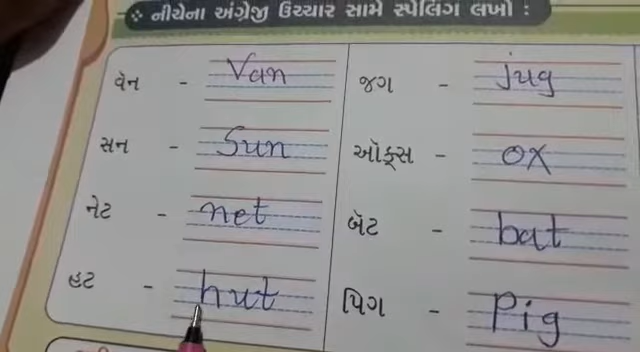 ❖ નીચેના અંગ્રેજી ઉચ્ચાર સામે સ્પેલિંગ લખો :
વૅન - Van જગ - jug
સન - Sun ઑક્સ - ox
નેટ - net બૅટ - bat
હટ - hut પિગ - Pig